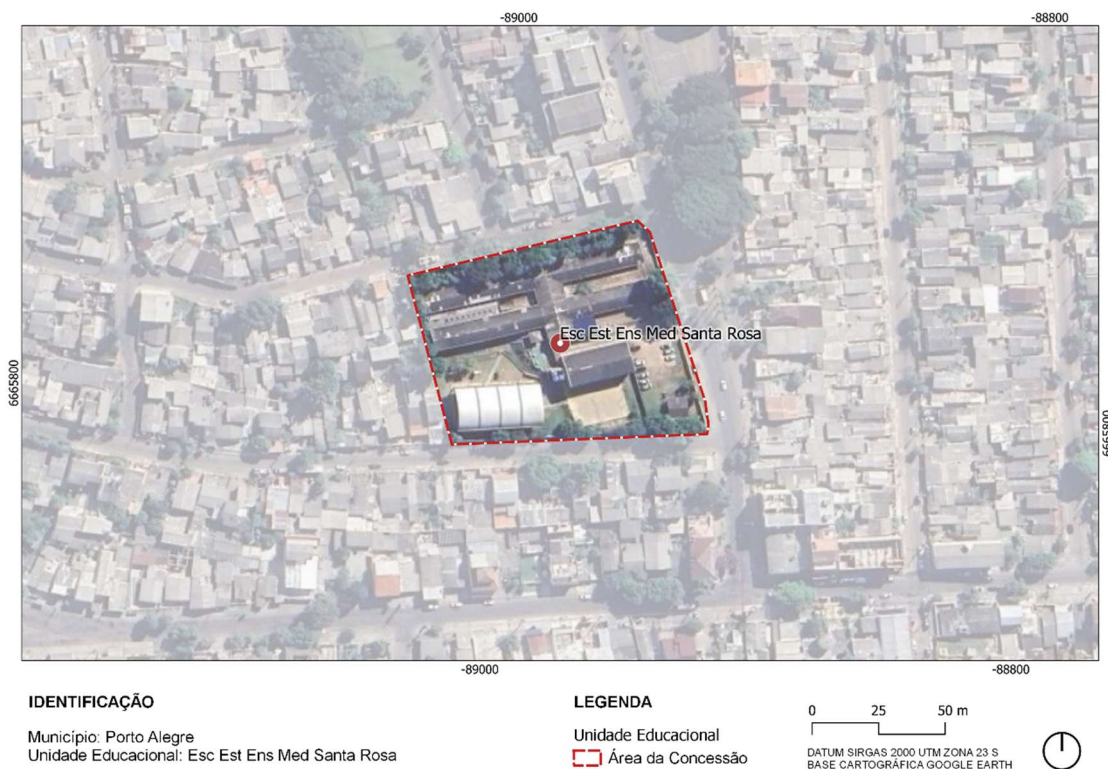 -89000
-88800
6665800
6665800
Esc Est Ens Med Santa Rosa
-89000
-88800
IDENTIFICAÇÃO
Município: Porto Alegre
Unidade Educacional: Esc Est Ens Med Santa Rosa
LEGENDA
Unidade Educacional
Área da Concessão
0 25 50 m
DATUM SIRGAS 2000 UTM ZONA 23 S
BASE CARTOGRÁFICA GOOGLE EARTH